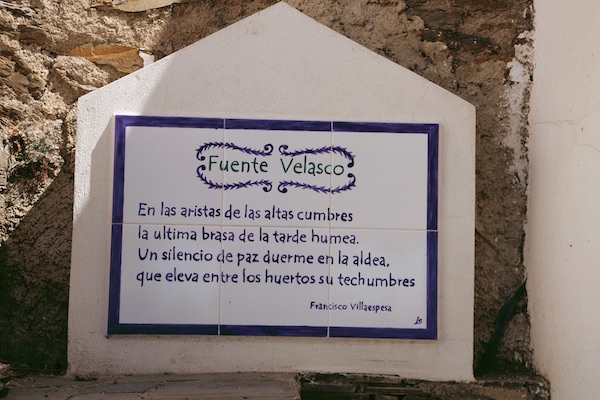 Fuente Velasco
En las aristas de las altas cumbres
la ultima brasa de la tarde humea.
Un silencio de paz duerme en la aldea,
que eleva entre los huertos su techumbres
Francisco Villaespesa